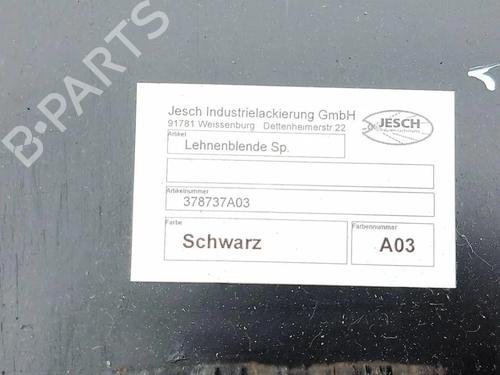 B-PARTS
Jesch Industrielackierung GmbH
91781 Weissenburg Dettenheimerstr.22
JESCH
Artikel
Lehnenblende Sp.
Artikelnummer
378737A03
Farbe
Farbennummer
Schwarz
A03